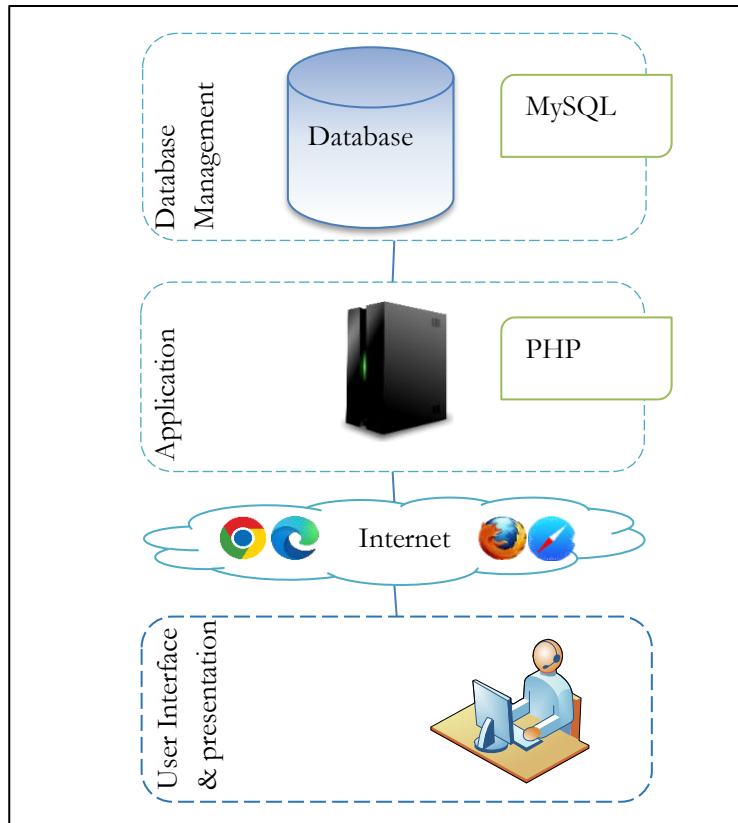 Database
Management
Database
MySQL
Application
PHP
Internet
User Interface
& presentation